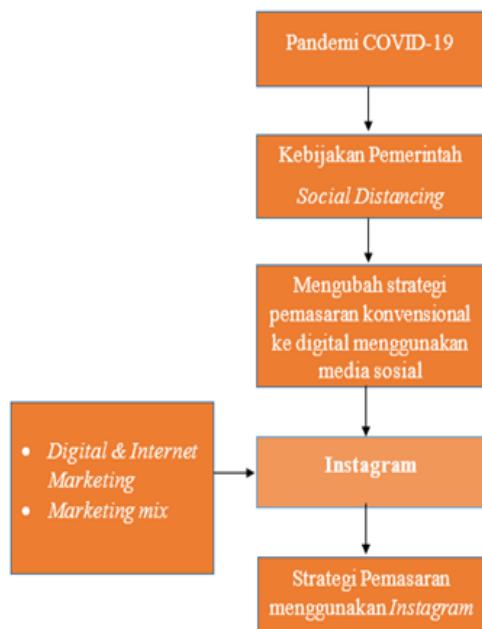 Pandemi COVID-19
Kebijakan Pemerintah
Social Distancing
Mengubah strategi
pemasaran konvensional
ke digital menggunakan
media sosial
• Digital & Internet
Marketing
• Marketing mix
Instagram
Strategi Pemasaran
menggunakan Instagram